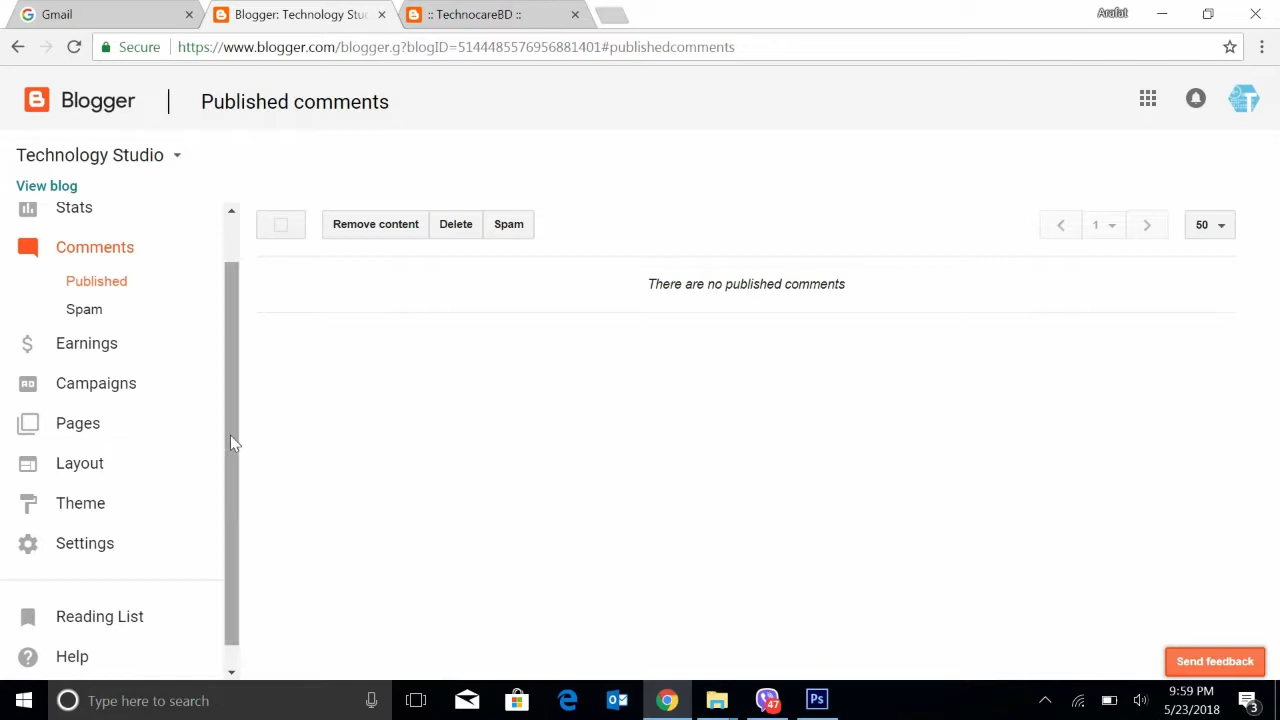 Gmail
Blogger: Technology Stu
:: TechnocareBD ::
Arafat
Secure
https://www.blogger.com/blogger.g?blogID=5144485576956881401#publishedcomments
Blogger
Published comments
Technology Studio
View blog
Stats
Comments
Published
Spam
Earnings
Campaigns
Pages
Layout
Theme
Settings
Reading List
Help
Remove content
Delete
Spam
1
50
There are no published comments
Send feedback
Type here to search
47
Ps
9:59 PM
5/23/2018
3